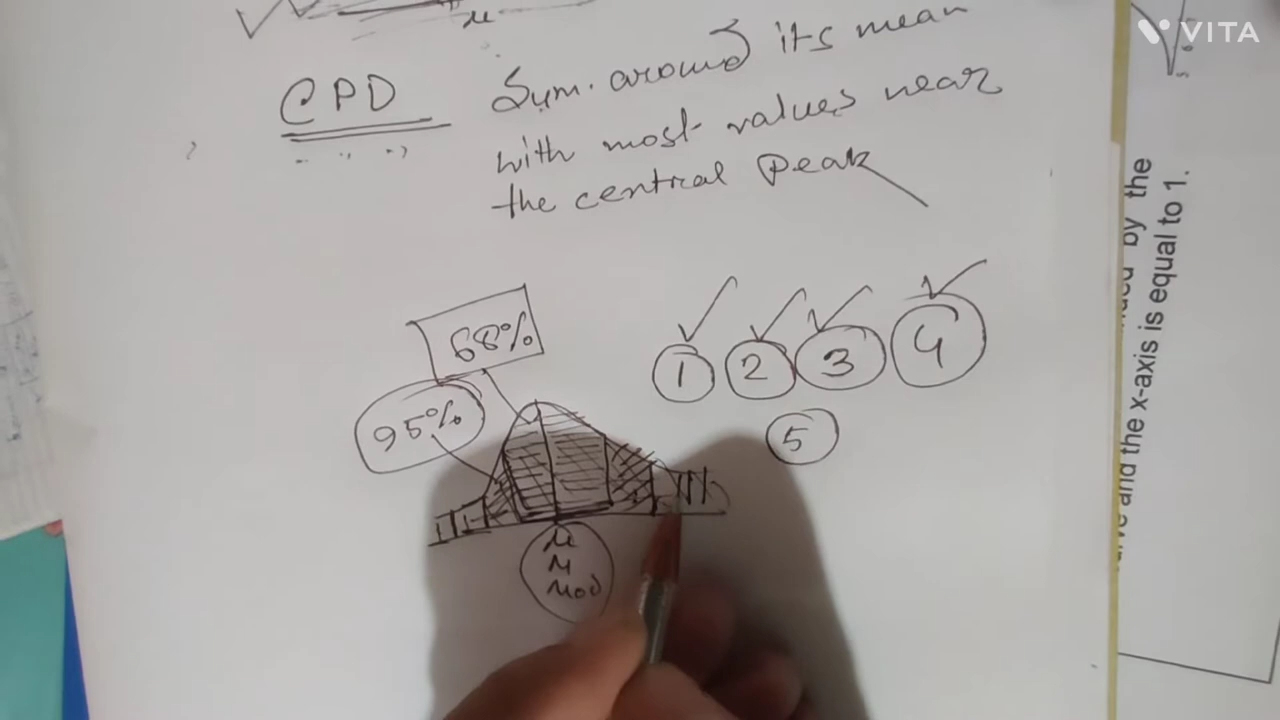 μ
VITA
CPD
Sym. around its mean
with most values near
the central Peak
by the
and the x-axis is equal to 1.
68%
95%
1 2 3 4
5
μ
M
Mod